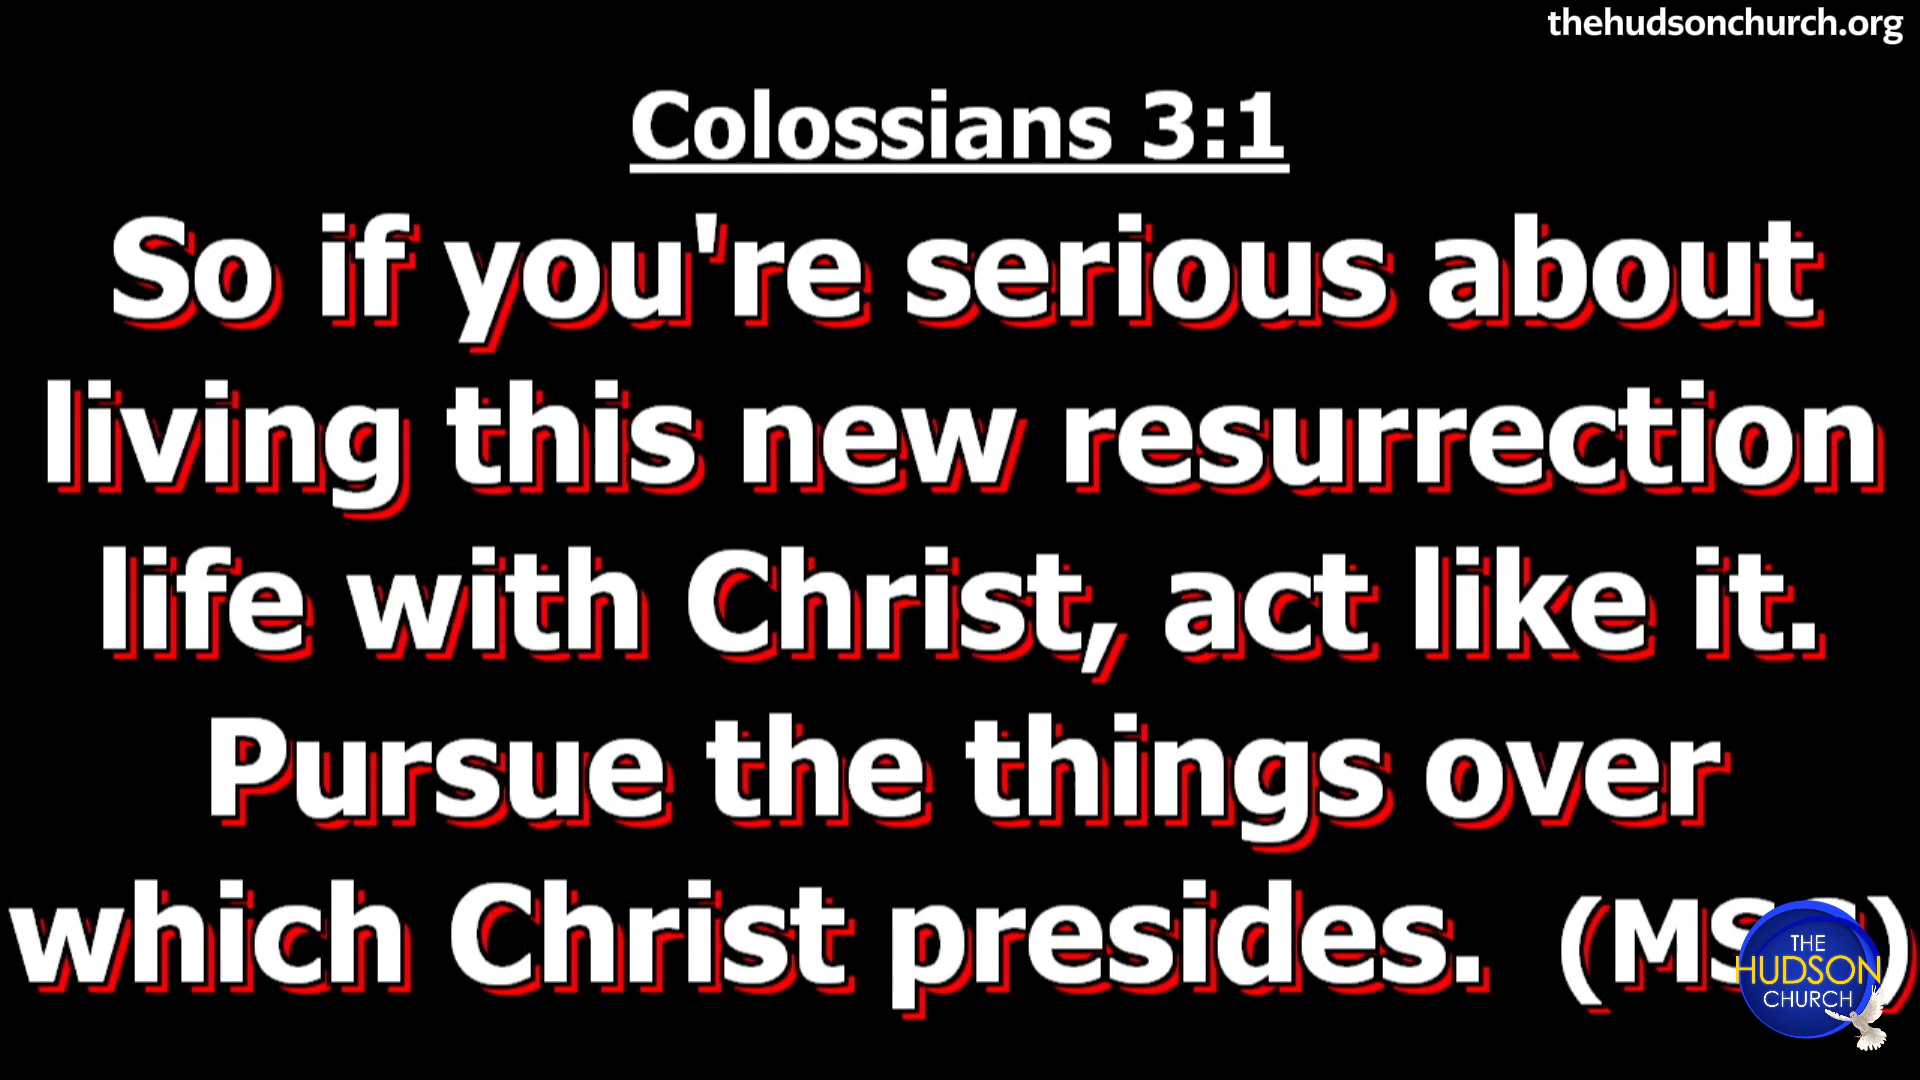 thehudsonchurch.org
Colossians 3:1
So if you're serious about
living this new resurrection
life with Christ, act like it.
Pursue the things over
which Christ presides.
THE
HUDSON
CHURCH